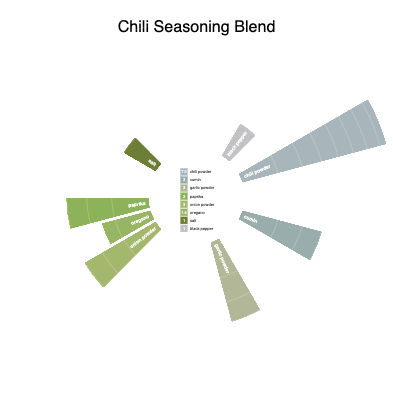 Chili Seasoning Blend
salt
black pepper
chili powder
chili powder
cumin
garlic powder
paprika
onion powder
oregano
salt
black pepper
paprika
oregano
onion powder
cumin
garlic powder